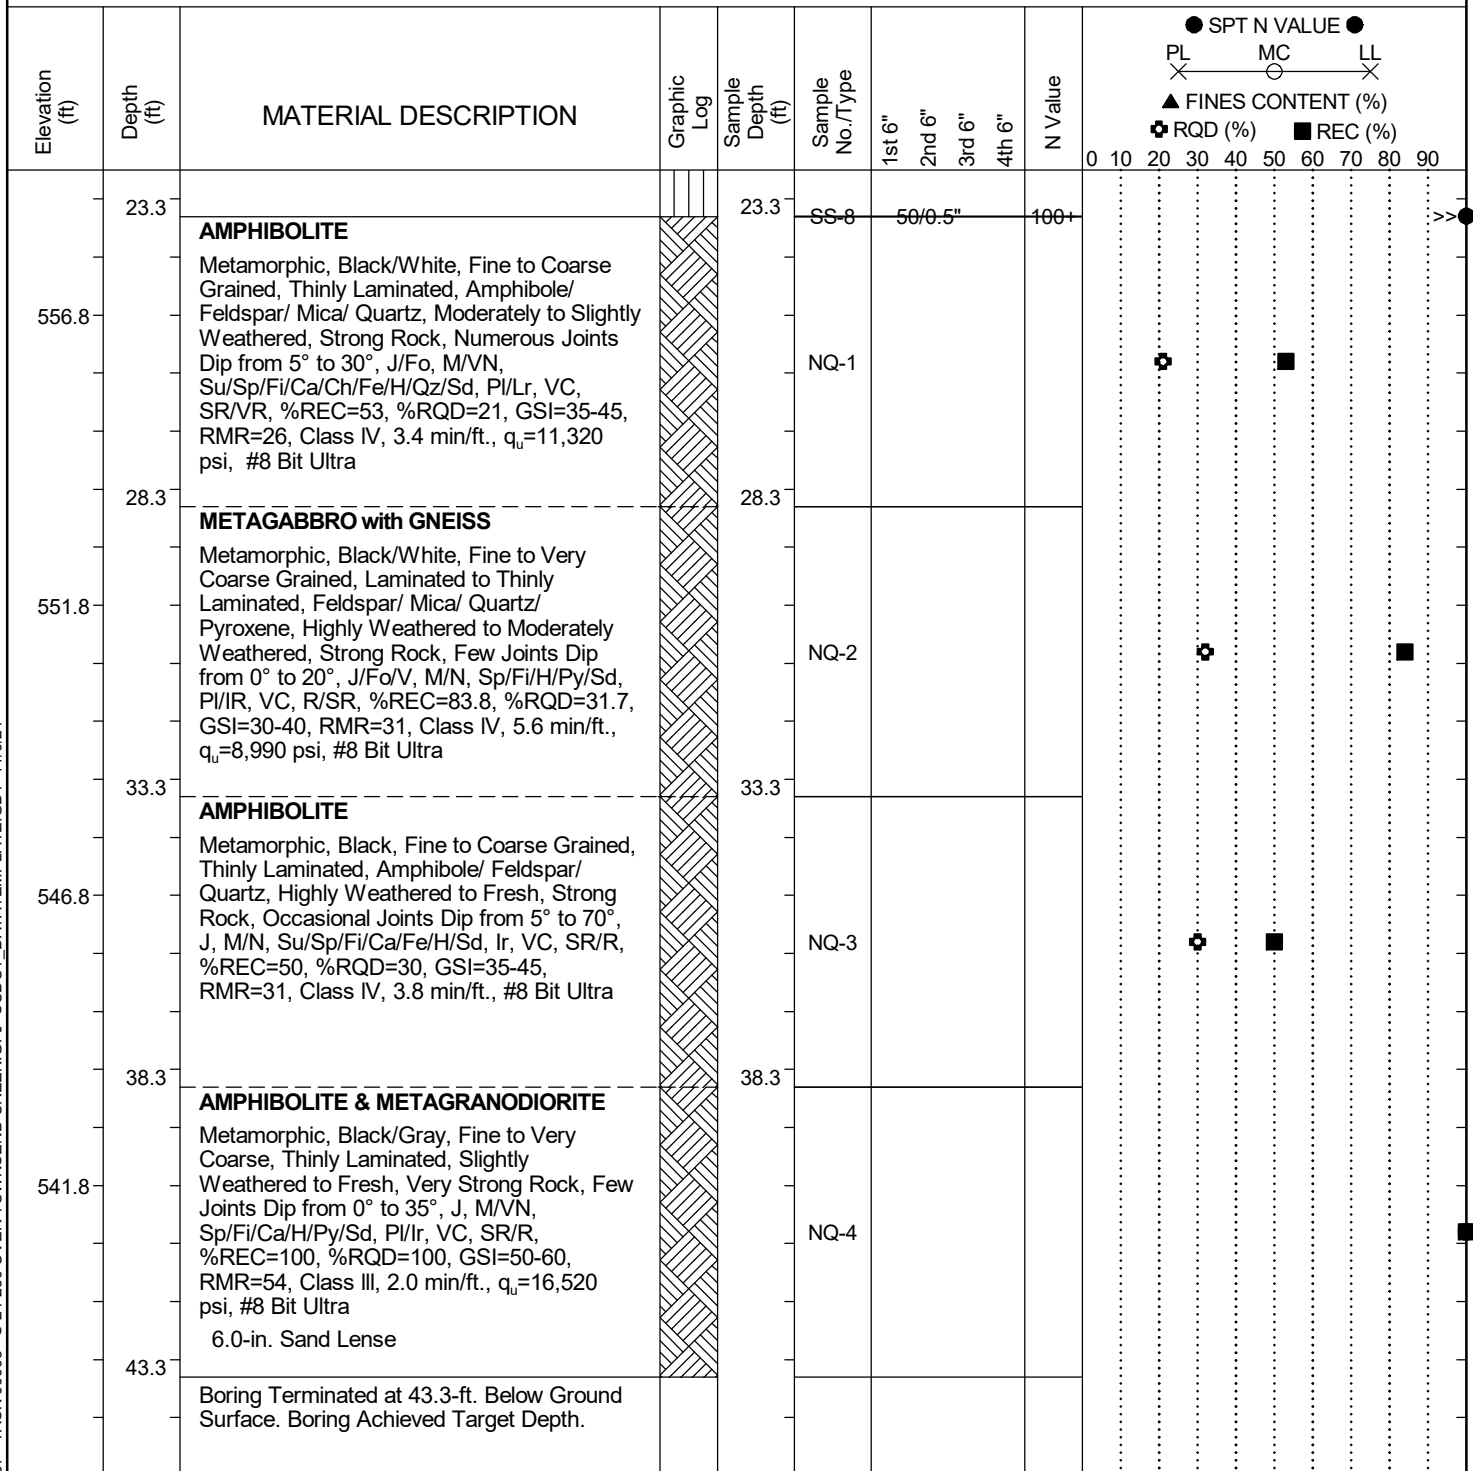 ● SPT N VALUE ●
PL MC LL
▲ FINES CONTENT (%)
RQD (%) ■ REC (%)
0 10 20 30 40 50 60 70 80 90
Elevation (ft)
Depth (ft)
MATERIAL DESCRIPTION
Graphic Log
Sample Depth (ft)
Sample No./Type
1st 6"
2nd 6"
3rd 6"
4th 6"
N Value
23.3 23.3 SS-8 50/0.5" 100+ >>
AMPHIBOLITE
Metamorphic, Black/White, Fine to Coarse
Grained, Thinly Laminated, Amphibole/
556.8 Feldspar/ Mica/ Quartz, Moderately to Slightly
Weathered, Strong Rock, Numerous Joints
Dip from 5° to 30°, J/Fo, M/VN, NQ-1
Su/Sp/Fi/Ca/Ch/Fe/H/Qz/Sd, Pl/Lr, VC,
SR/VR, %REC=53, %RQD=21, GSI=35-45,
RMR=26, Class IV, 3.4 min/ft., qu=11,320
psi, #8 Bit Ultra
28.3 28.3
METAGABBRO with GNEISS
Metamorphic, Black/White, Fine to Very
Coarse Grained, Laminated to Thinly
551.8 Laminated, Feldspar/ Mica/ Quartz/
Pyroxene, Highly Weathered to Moderately
Weathered, Strong Rock, Few Joints Dip NQ-2
from 0° to 20°, J/Fo/V, M/N, Sp/Fi/H/Py/Sd,
Pl/IR, VC, R/SR, %REC=83.8, %RQD=31.7,
GSI=30-40, RMR=31, Class IV, 5.6 min/ft.,
qu=8,990 psi, #8 Bit Ultra
33.3 33.3
AMPHIBOLITE
Metamorphic, Black, Fine to Coarse Grained,
Thinly Laminated, Amphibole/ Feldspar/
546.8 Quartz, Highly Weathered to Fresh, Strong
Rock, Occasional Joints Dip from 5° to 70°,
J, M/N, Su/Sp/Fi/Ca/Fe/H/Sd, Ir, VC, SR/R, NQ-3
%REC=50, %RQD=30, GSI=35-45,
RMR=31, Class IV, 3.8 min/ft., #8 Bit Ultra
38.3 38.3
AMPHIBOLITE & METAGRANODIORITE
Metamorphic, Black/Gray, Fine to Very
Coarse, Thinly Laminated, Slightly
541.8 Weathered to Fresh, Very Strong Rock, Few
Joints Dip from 0° to 35°, J, M/VN,
Sp/Fi/Ca/H/Py/Sd, Pl/Ir, VC, SR/R, NQ-4
%REC=100, %RQD=100, GSI=50-60,
RMR=54, Class III, 2.0 min/ft., qu=16,520
psi, #8 Bit Ultra
6.0-in. Sand Lense
43.3
Boring Terminated at 43.3-ft. Below Ground
Surface. Boring Achieved Target Depth.